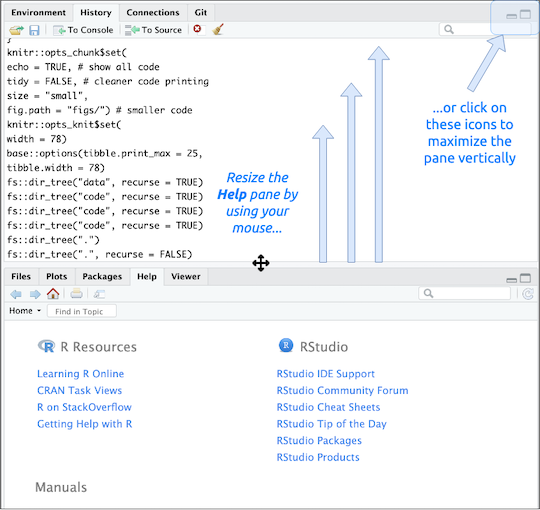 Environment History Connections Git
To Console To Source
}
knitr::opts_chunk$set(
echo = TRUE, # show all code
tidy = FALSE, # cleaner code printing
size = "small",
fig.path = "figs/") # smaller code
knitr::opts_knit$set(
width = 78)
base::options(tibble.print_max = 25,
tibble.width = 78)
fs::dir_tree("data", recurse = TRUE)
fs::dir_tree("code", recurse = TRUE)
fs::dir_tree("code", recurse = TRUE)
fs::dir_tree("code", recurse = TRUE)
fs::dir_tree(".")
fs::dir_tree(".", recurse = FALSE)
Resize the
Help pane by
using your
mouse...
...or click on
these icons to
maximize the
pane vertically
Files Plots Packages Help Viewer
Home Find in Topic
R Resources
Learning R Online
CRAN Task Views
R on StackOverflow
Getting Help with R
R RStudio
RStudio IDE Support
RStudio Community Forum
RStudio Cheat Sheets
RStudio Tip of the Day
RStudio Packages
RStudio Products
Manuals